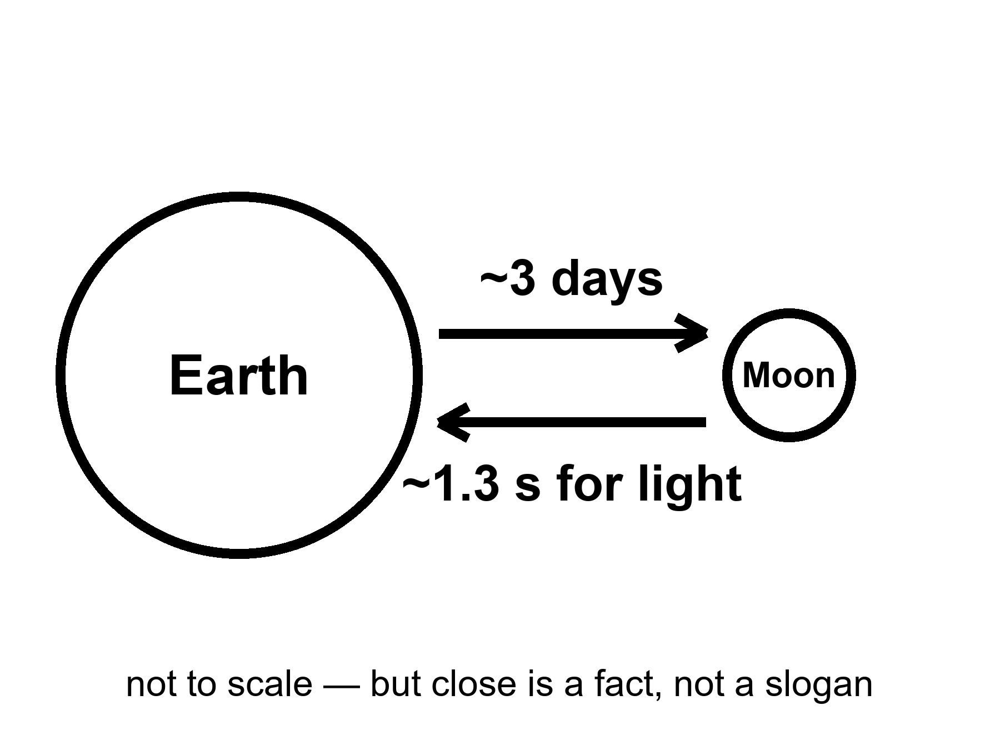 ~3 days
Earth
Moon
~1.3 s for light
not to scale — but close is a fact, not a slogan